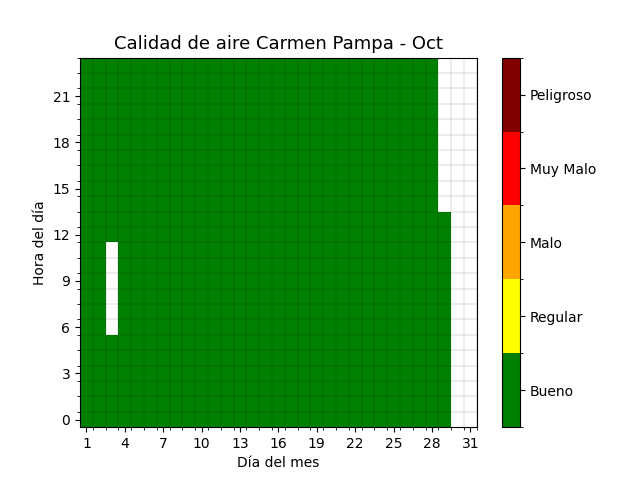 Calidad de aire Carmen Pampa - Oct
Hora del día
21
18
15
12
9
6
3
0
1 4 7 10 13 16 19 22 25 28 31
Día del mes
Peligroso
Muy Malo
Malo
Regular
Bueno